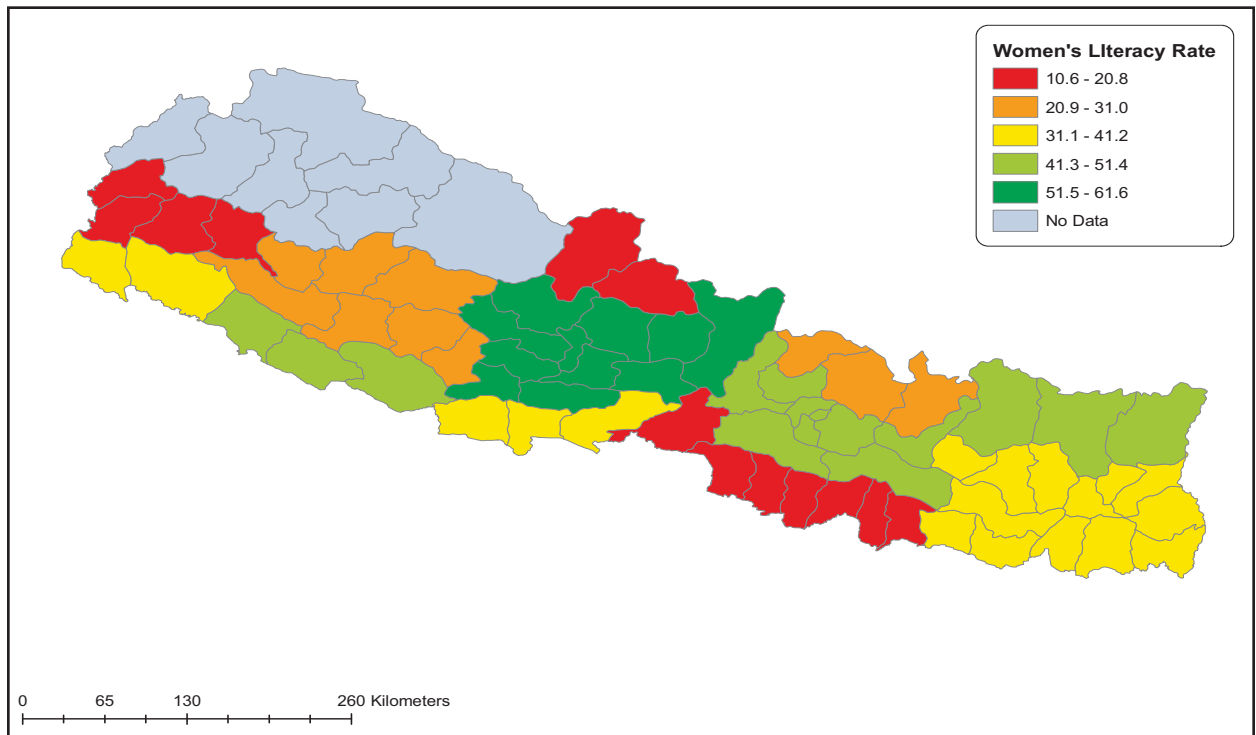 Women's LIteracy Rate
10.6 - 20.8
20.9 - 31.0
31.1 - 41.2
41.3 - 51.4
51.5 - 61.6
No Data
0 65 130 260 Kilometers